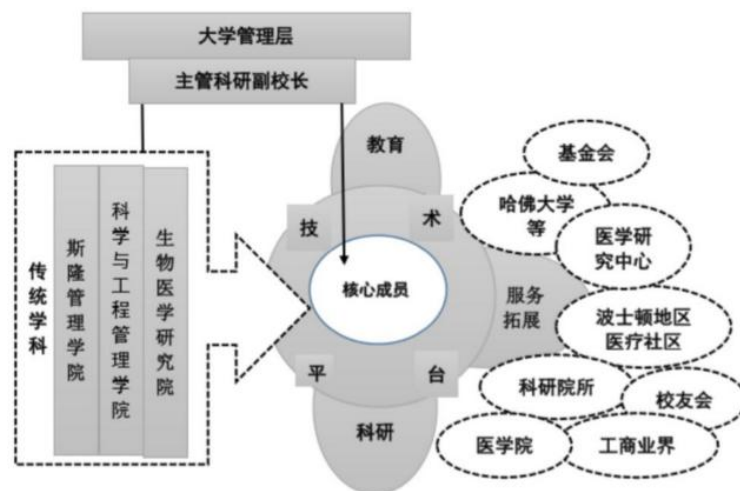 大学管理层
主管科研副校长
教育
基金会
哈佛大学
等
医学研
究中心
技
术
核心成员
服务
拓展
波士顿地区
医疗社区
传统学科
斯隆管理学院
科学与工程管理学院
生物医学研究院
平
台
科研院所
校友会
科研
医学院
工商业界